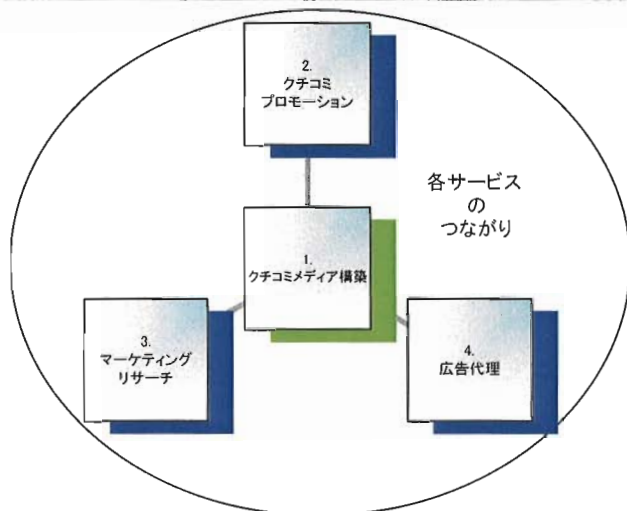 2.
クチコミ
プロモーション
各サービス
の
つながり
1.
クチコミメディア構築
3.
マーケティング
リサーチ
4.
広告代理